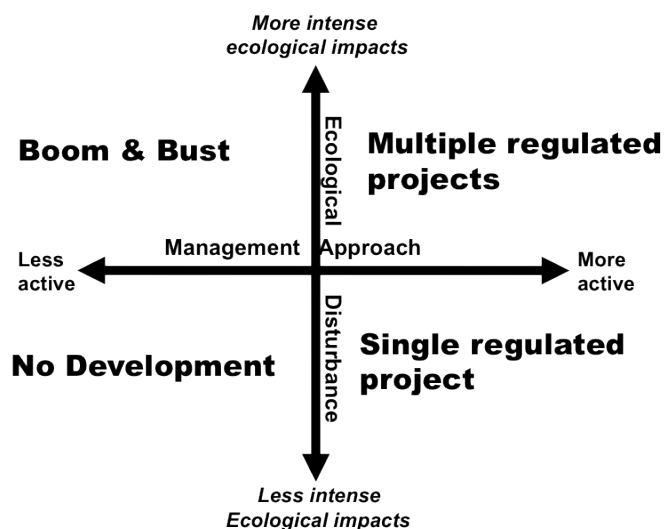 More intense
ecological impacts
Boom & Bust
Multiple regulated
projects
Ecological
Management Approach
Less
active
More
active
Disturbance
No Development
Single regulated
project
Less intense
Ecological impacts